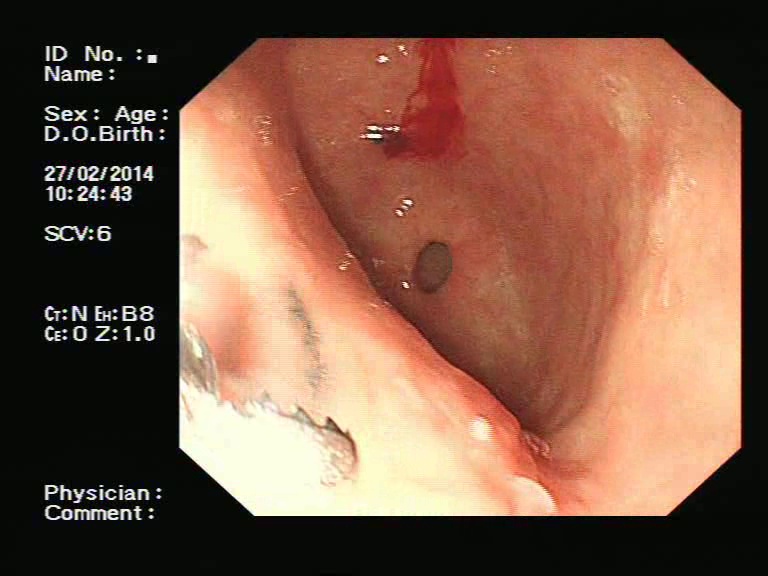 ID No. :
Name:
Sex: Age:
D.O.Birth:
27/02/2014
10:24:43
SCV:6
CT:N EH:B8
CE:0 Z:1.0
Physician:
Comment: